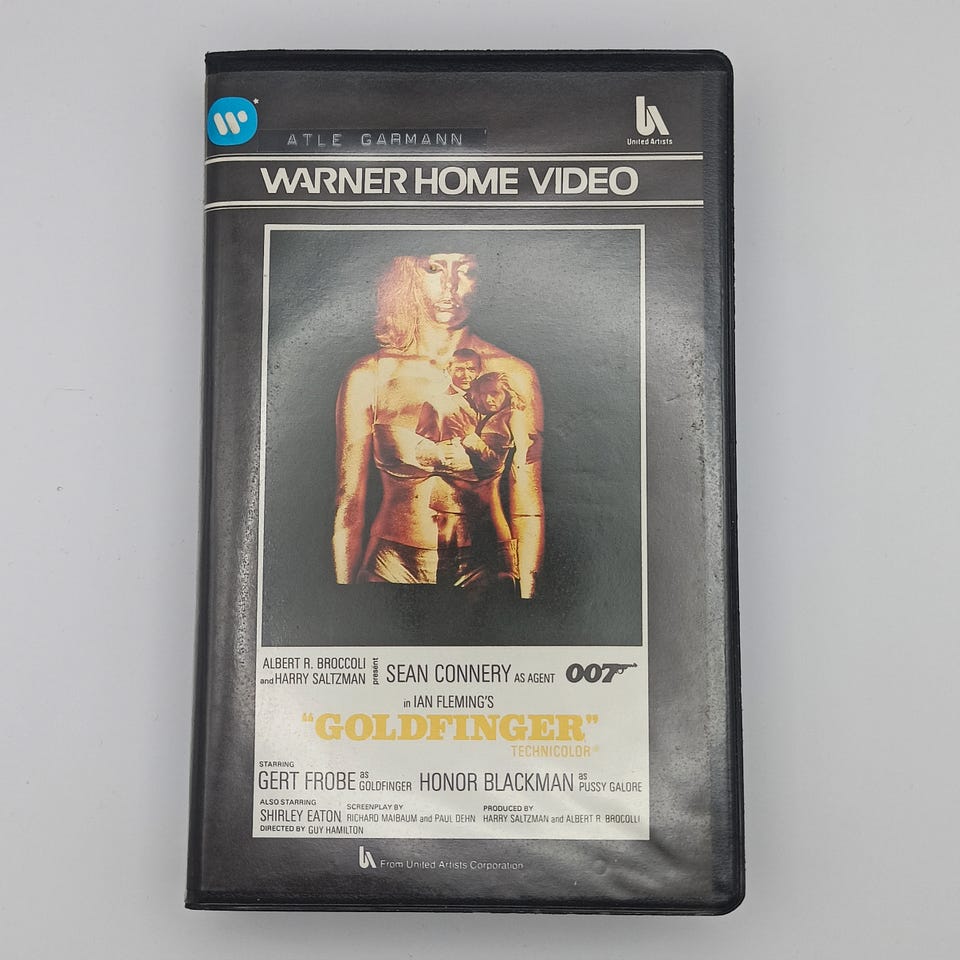 ATLE GARMANN
United Artists
WARNER HOME VIDEO
ALBERT R. BROCCOLI
and HARRY SALTZMAN
present
SEAN CONNERY AS AGENT 007
in IAN FLEMING'S
"GOLDFINGER"
TECHNICOLOR®
STARRING
GERT FROBE as GOLDFINGER HONOR BLACKMAN as PUSSY GALORE
ALSO STARRING
SHIRLEY EATON
SCREENPLAY BY
RICHARD MAIBAUM and PAUL DEHN
PRODUCED BY
HARRY SALTZMAN and ALBERT R. BROCOLLI
DIRECTED BY GUY HAMILTON
From United Artists Corporation